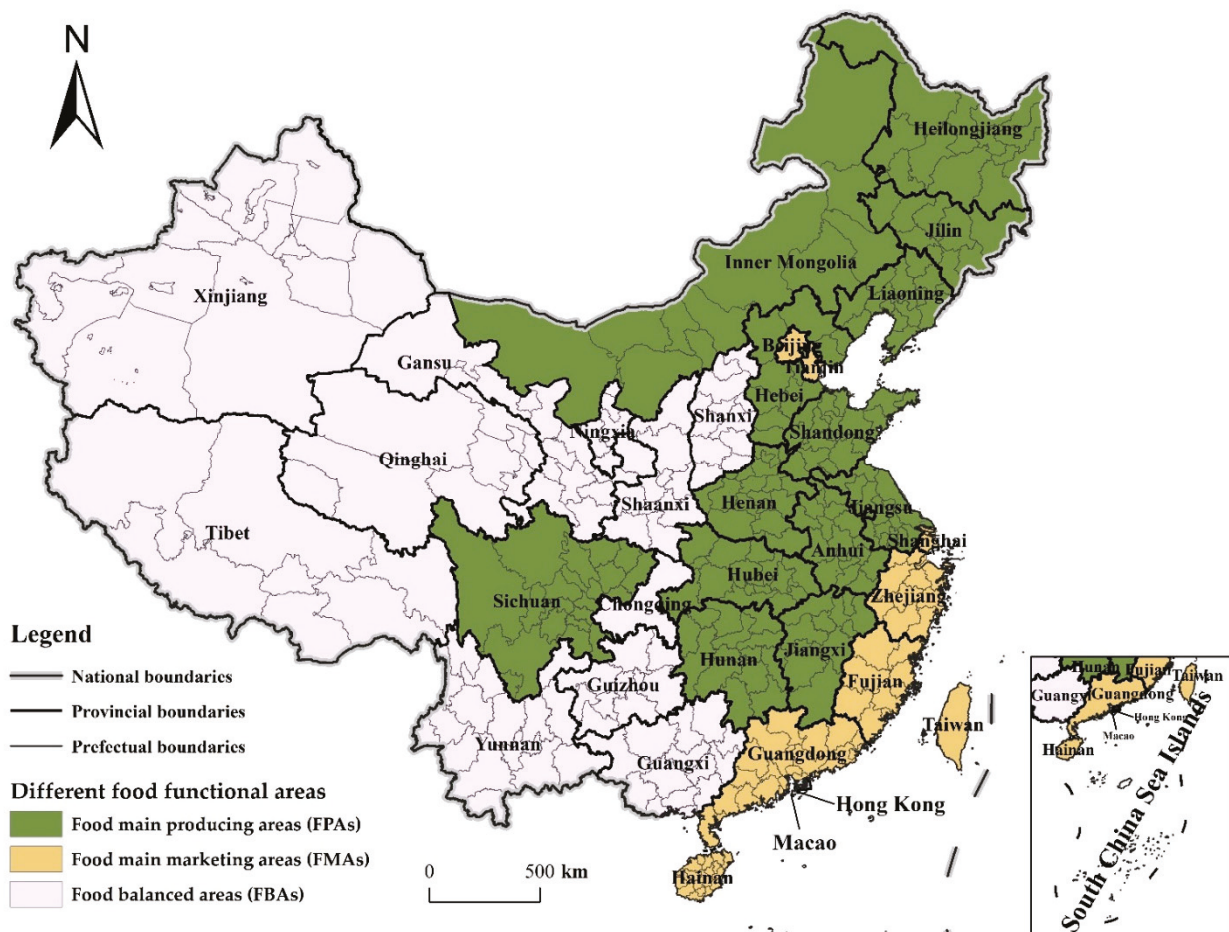 N
Heilongjiang
Jilin
Inner Mongolia
Liaoning
Xinjiang
Beijing
Tianjin
Gansu
Hebei
Shanxi
Ningxia
Shandong
Qinghai
Shaanxi
Henan
Jiangsu
Tibet
Shanghai
Anhui
Hubei
Sichuan
Chongqing
Zhejiang
Hunan
Jiangxi
Guizhou
Fujian
Taiwan
Yunnan
Guangxi
Guangdong
Hong Kong
Macao
Hainan
Legend
National boundaries
Provincial boundaries
Prefectual boundaries
Different food functional areas
Food main producing areas (FPAs)
Food main marketing areas (FMAs)
Food balanced areas (FBAs)
0 500 km
Hunan
Fujian
Taiwan
Guangxi
Guangdong
Hong Kong
Macao
Hainan
South China Sea Islands